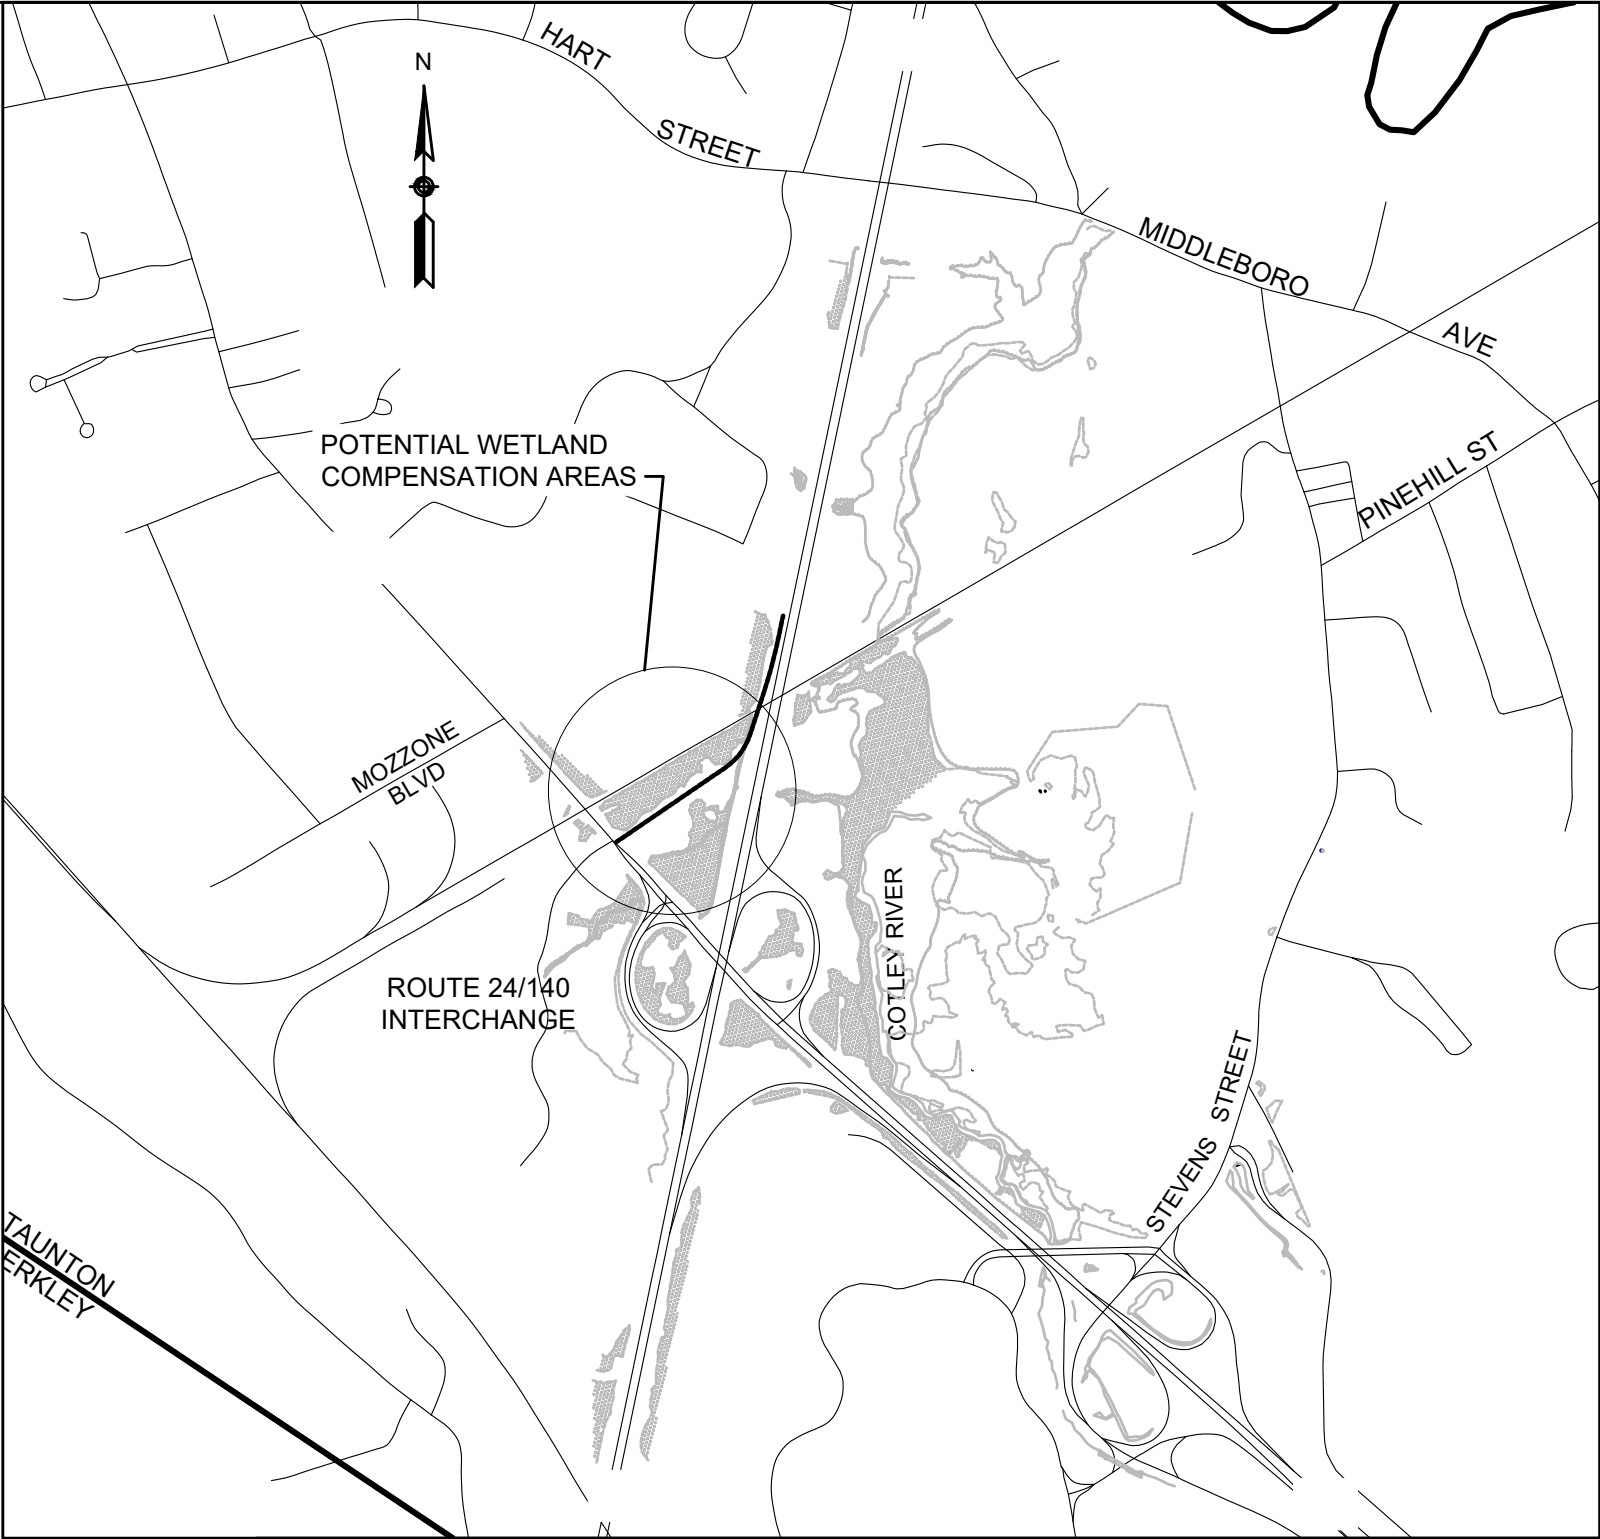 HART
N
STREET
MIDDLEBORO
AVE
POTENTIAL WETLAND
COMPENSATION AREAS
PINEHILL ST
MOZZONE
BLVD
COTLEY RIVER
ROUTE 24/140
INTERCHANGE
STEVENS STREET
TAUNTON
ERKLEY